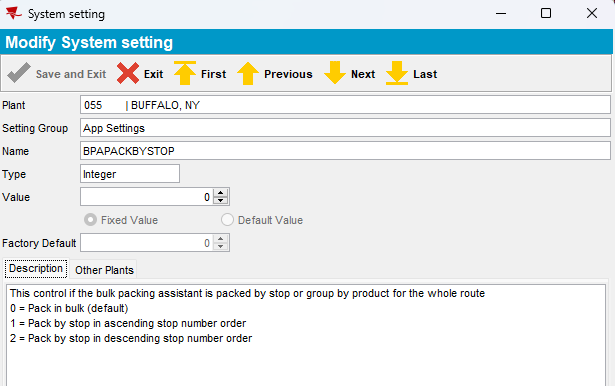 System setting
Modify System setting
Save and Exit Exit First Previous Next Last
Plant 055 | BUFFALO, NY
Setting Group App Settings
Name BPAPACKBYSTOP
Type Integer
Value 0
Fixed Value Default Value
Factory Default 0
Description Other Plants
This control if the bulk packing assistant is packed by stop or group by product for the whole route
0 = Pack in bulk (default)
1 = Pack by stop in ascending stop number order
2 = Pack by stop in descending stop number order